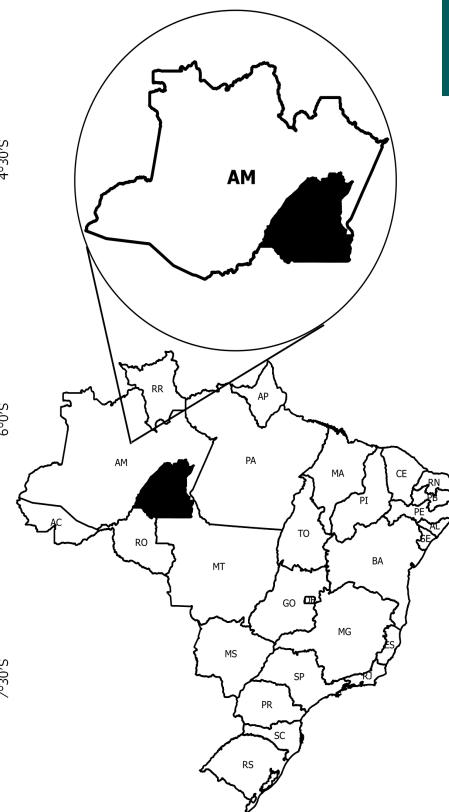 AM
4°30'S
6°0'S
7°30'S
RR
AP
AM
PA
MA
CE
RN
PB
PE
AL
SE
PI
AC
RO
TO
BA
MT
GO
DF
MG
ES
MS
SP
RJ
PR
SC
RS